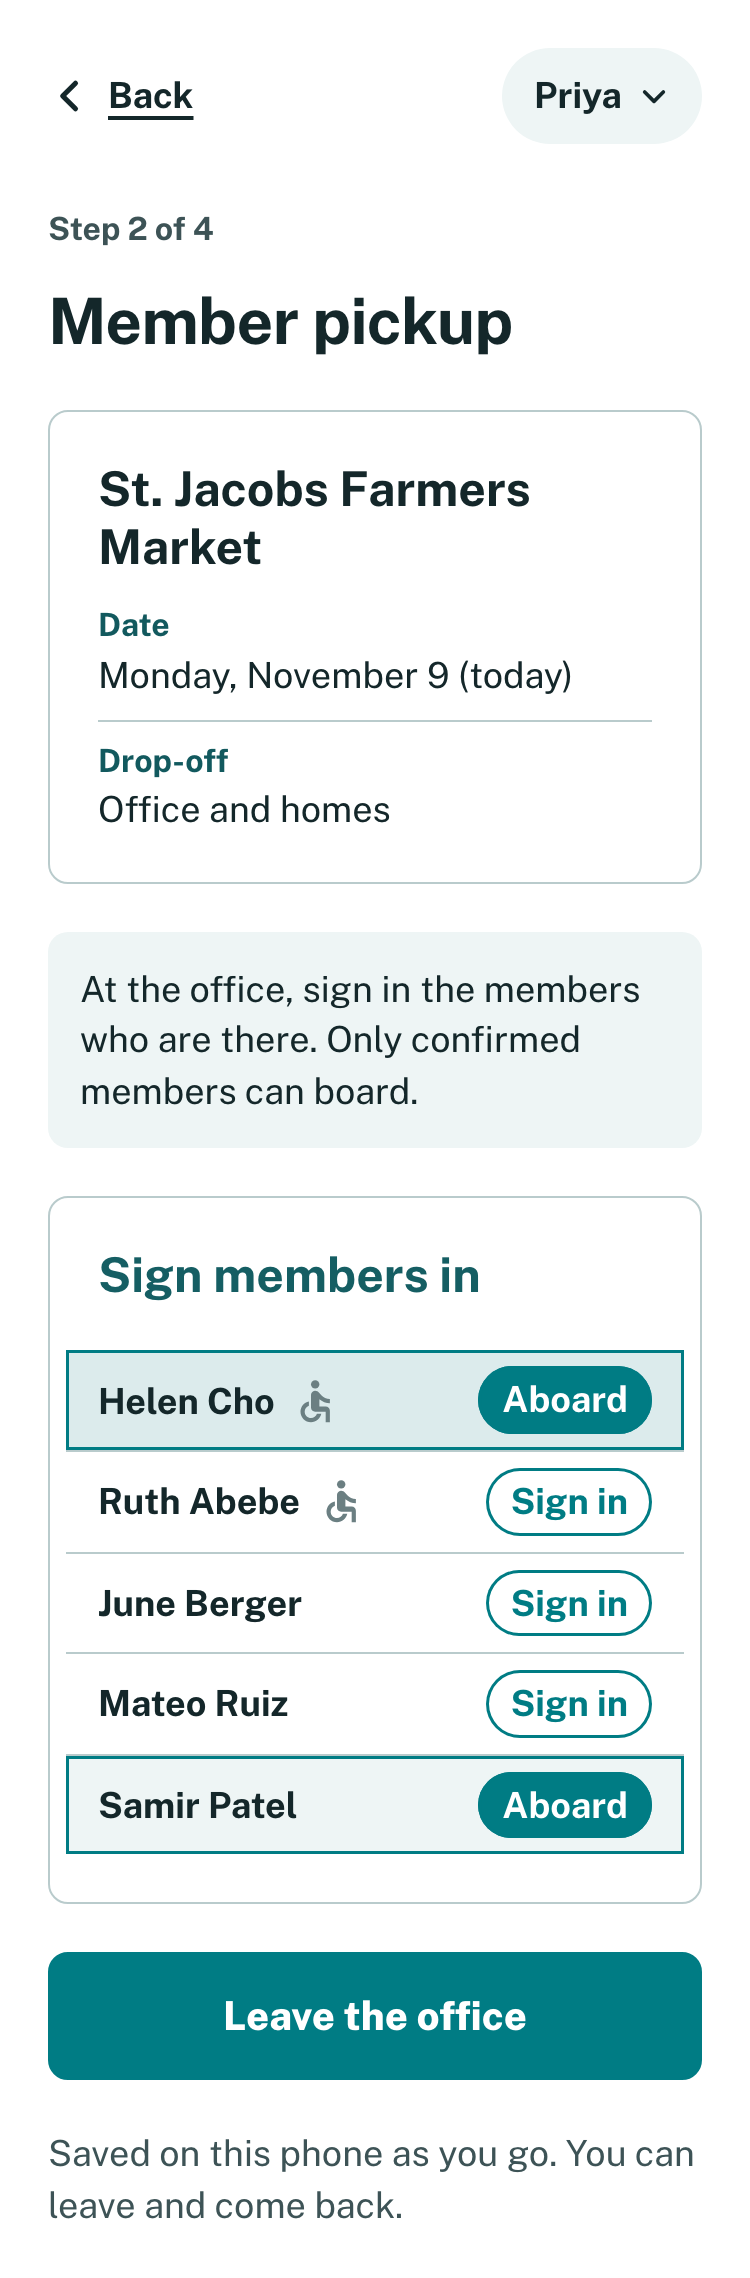 Back
Priya
Step 2 of 4
Member pickup
St. Jacobs Farmers
Market
Date
Monday, November 9 (today)
Drop-off
Office and homes
At the office, sign in the members
who are there. Only confirmed
members can board.
Sign members in
Helen Cho
Aboard
Ruth Abebe
Sign in
June Berger
Sign in
Mateo Ruiz
Sign in
Samir Patel
Aboard
Leave the office
Saved on this phone as you go. You can
leave and come back.